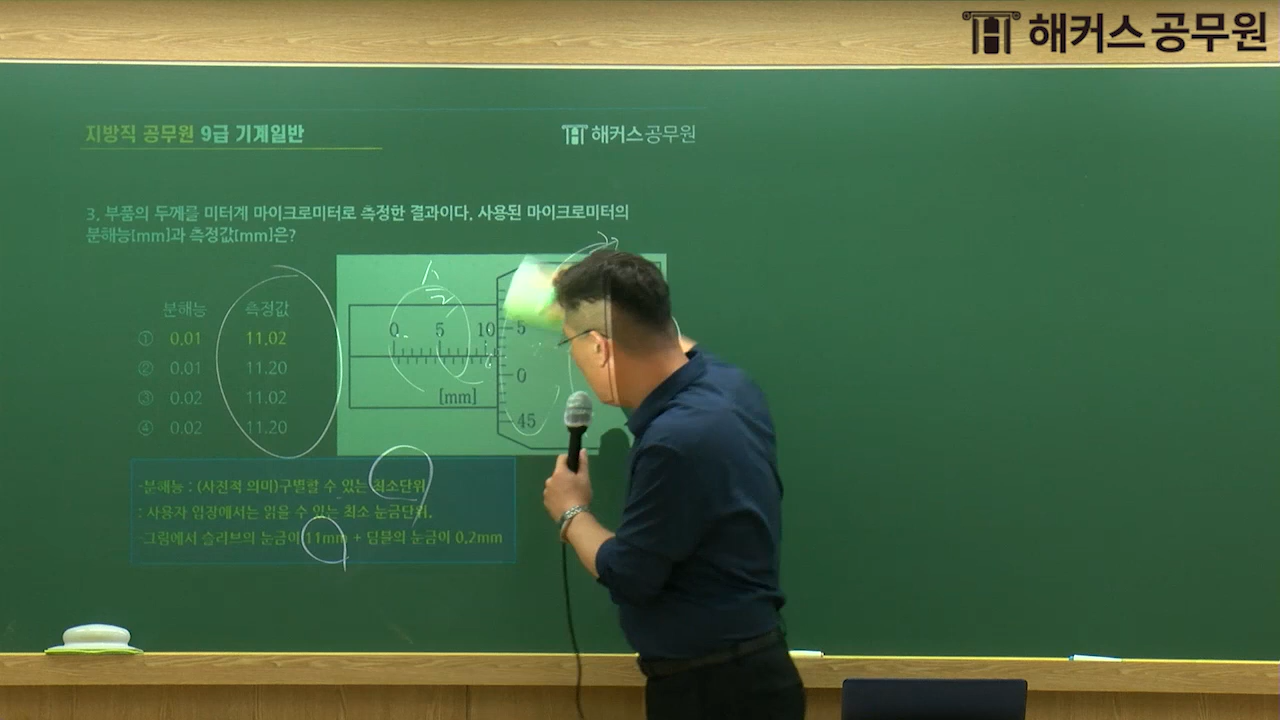 해커스공무원
지방직 공무원 9급 기계일반
해커스공무원
3. 부품의 두께를 미터계 마이크로미터로 측정한 결과이다. 사용된 마이크로미터의
분해능[mm]과 측정값[mm]은?
분해능 측정값
① 0.01 11.02
② 0.01 11.20
③ 0.02 11.02
④ 0.02 11.20
0 5 10
[mm]
5
0
45
-분해능 : (사전적 의미)구별할 수 있는 최소단위
: 사용자 입장에서는 읽을 수 있는 최소 눈금단위.
-그림에서 슬리브의 눈금이 11mm + 딤블의 눈금이 0.2mm